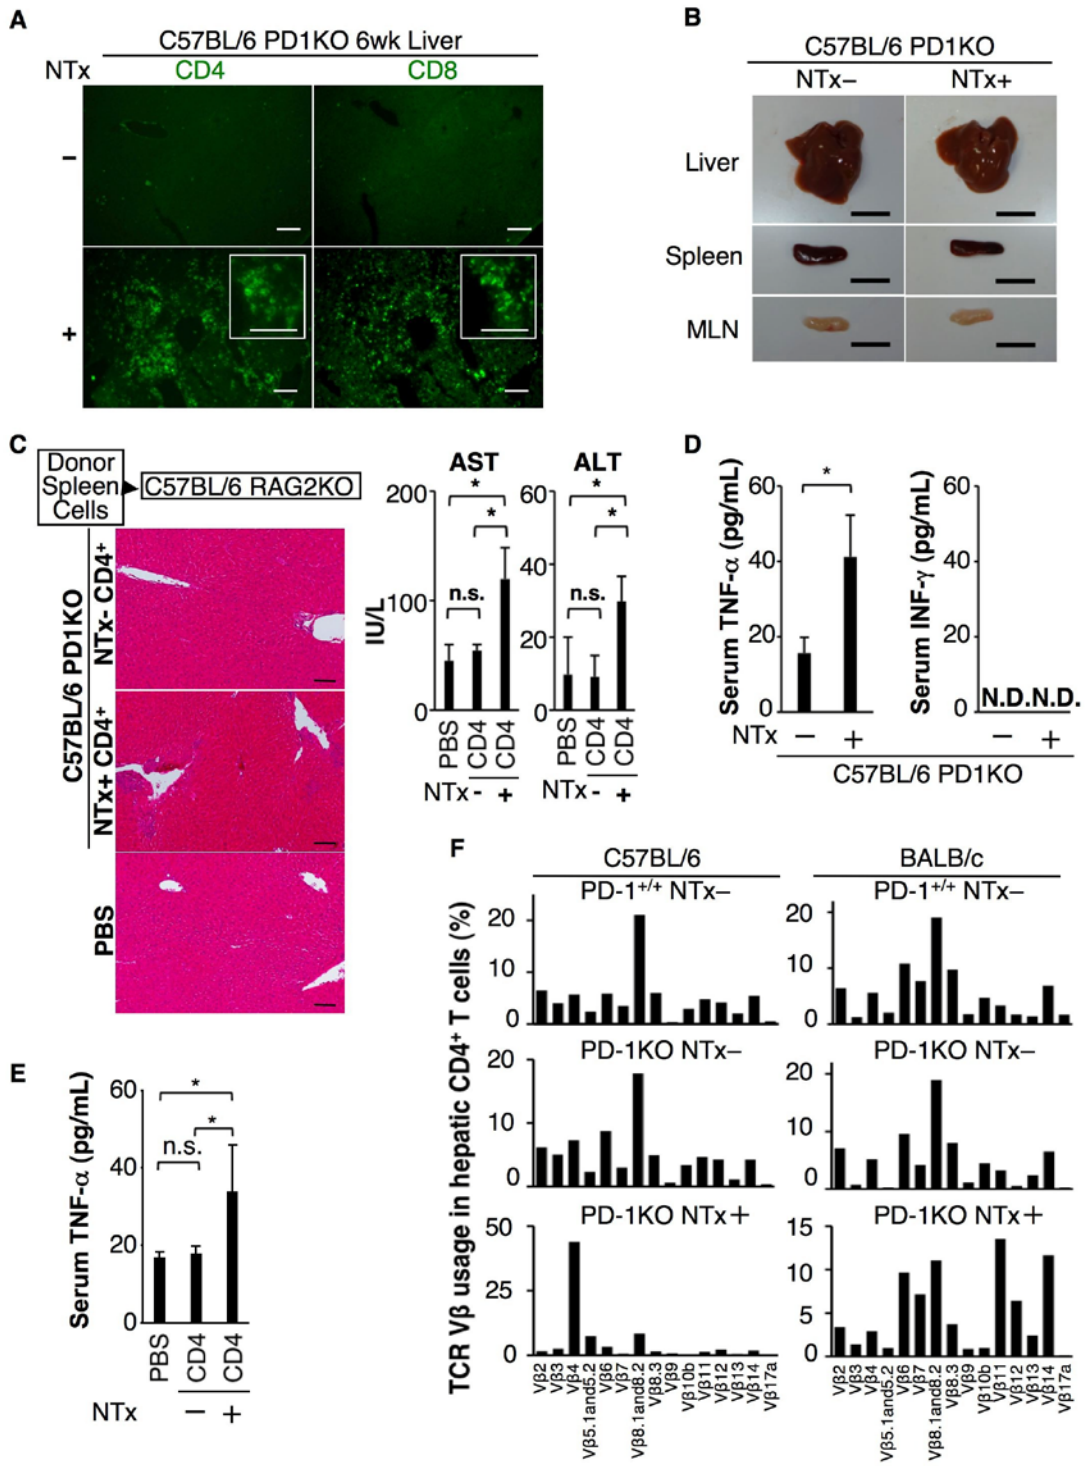 A
C57BL/6 PD1KO 6wk Liver
NTx CD4 CD8
−
+
B
C57BL/6 PD1KO
NTx− NTx+
Liver
Spleen
MLN
C
Donor
Spleen
Cells
C57BL/6 RAG2KO
C57BL/6 PD1KO
NTx- CD4⁺
NTx+ CD4⁺
PBS
AST
IU/L
200
100
0
*
*
n.s.
PBS
CD4
CD4
NTx - +
ALT
60
40
20
0
*
*
n.s.
PBS
CD4
CD4
NTx - +
D
Serum TNF-α (pg/mL)
60
40
20
0
*
Serum INF-γ (pg/mL)
60
40
20
0
N.D. N.D.
NTx − + − +
C57BL/6 PD1KO
E
Serum TNF-α (pg/mL)
60
40
20
0
*
*
n.s.
PBS
CD4
CD4
NTx − +
F
TCR Vβ usage in hepatic CD4⁺ T cells (%)
C57BL/6 BALB/c
PD-1⁺/⁺ NTx− PD-1⁺/⁺ NTx−
20 20
10 10
0 0
PD-1KO NTx− PD-1KO NTx−
20 20
10 10
0 0
PD-1KO NTx+ PD-1KO NTx+
50 15
25 10
5
0 0
Vβ2
Vβ3
Vβ4
Vβ5.1and5.2
Vβ6
Vβ7
Vβ8.1and8.2
Vβ8.3
Vβ9
Vβ10b
Vβ11
Vβ12
Vβ13
Vβ14
Vβ17a
Vβ2
Vβ3
Vβ4
Vβ5.1and5.2
Vβ6
Vβ7
Vβ8.1and8.2
Vβ8.3
Vβ9
Vβ10b
Vβ11
Vβ12
Vβ13
Vβ14
Vβ17a